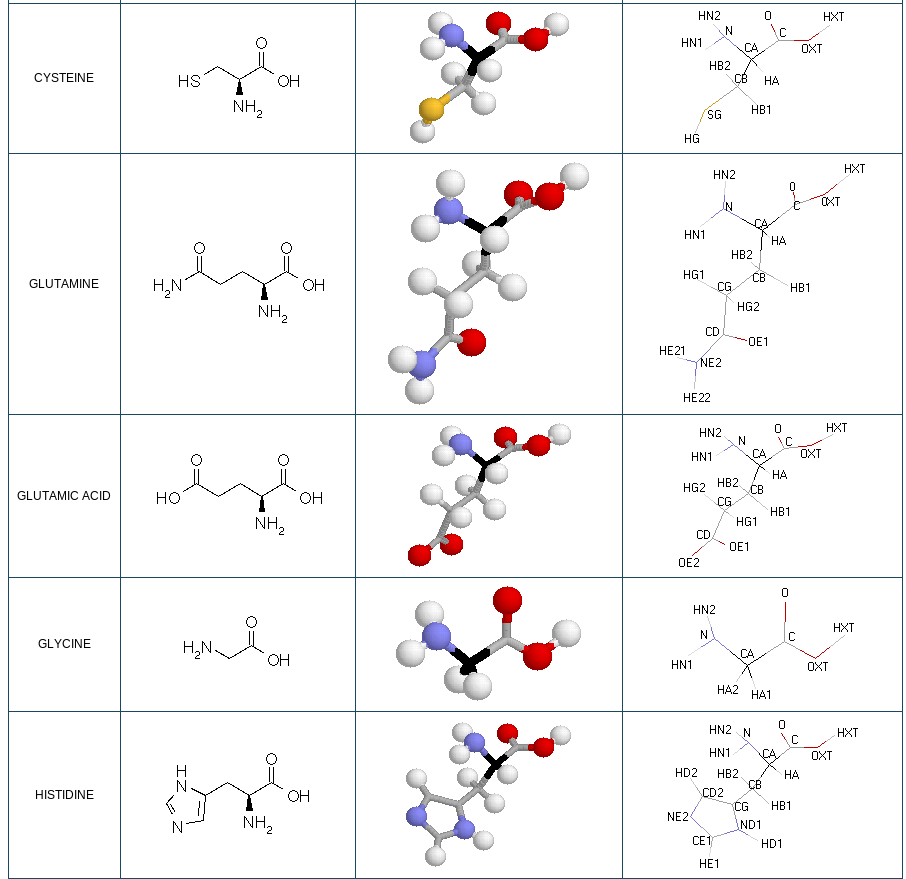 CYSTEINE
HS
O
OH
NH2
HN2
N
HN1
O
C
HXT
OXT
CA
HA
HB2
CB
HB1
SG
HG
GLUTAMINE
O
H2N
O
OH
NH2
HN2
N
HN1
O
C
HXT
OXT
CA
HA
HB2
CB
HB1
HG1
CG
HG2
CD
OE1
HE21
NE2
HE22
GLUTAMIC ACID
O
HO
O
OH
NH2
HN2
N
HN1
O
C
HXT
OXT
CA
HA
HB2
CB
HB1
HG2
CG
HG1
CD
OE1
OE2
GLYCINE
H2N
O
OH
O
HN2
N
HN1
C
HXT
OXT
CA
HA2
HA1
HISTIDINE
H
N
N
O
OH
NH2
HN2
N
HN1
O
C
HXT
OXT
CA
HA
HD2
HB2
CB
HB1
CD2
CG
NE2
ND1
CE1
HD1
HE1